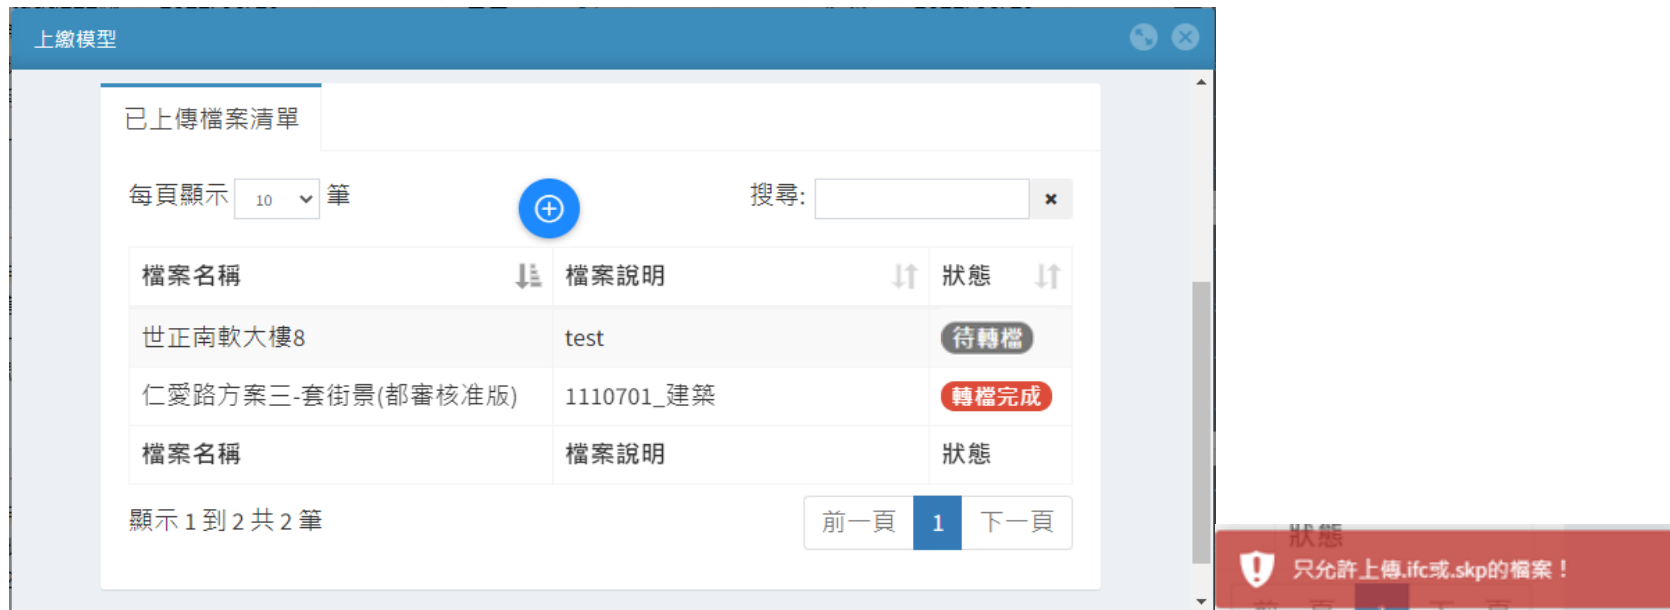 上繳模型
已上傳檔案清單
每頁顯示 10 筆
搜尋:
檔案名稱 檔案說明 狀態
世正南軟大樓8 test 待轉檔
仁愛路方案三-套街景(都審核准版) 1110701_建築 轉檔完成
檔案名稱 檔案說明 狀態
顯示 1 到 2 共 2 筆
前一頁 1 下一頁
狀態
只允許上傳.ifc或.skp的檔案！